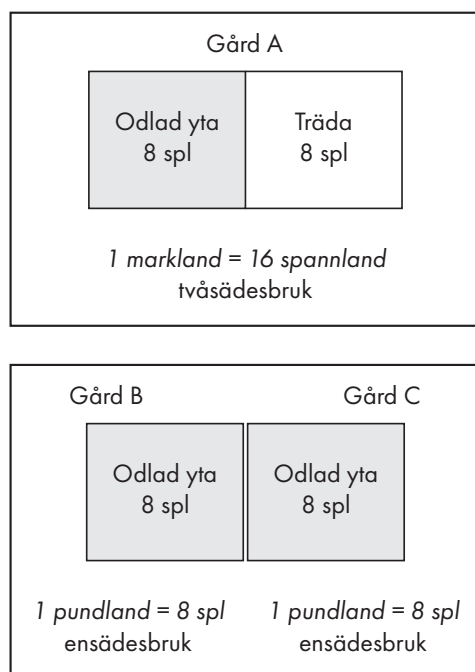 Gård A
Odlad yta
8 spl
Träda
8 spl
1 markland = 16 spannland
tvåsädesbruk
Gård B
Gård C
Odlad yta
8 spl
Odlad yta
8 spl
1 pundland = 8 spl
ensädesbruk
1 pundland = 8 spl
ensädesbruk